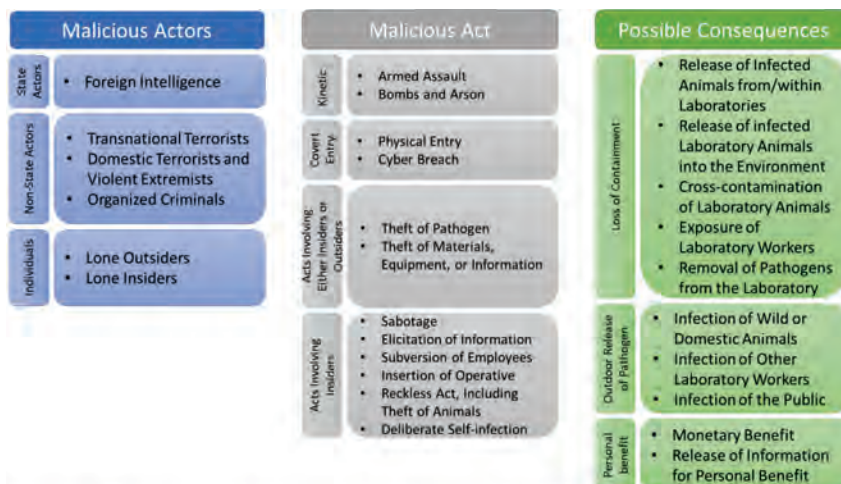 Malicious Actors
State
Actors
• Foreign Intelligence
Non-State Actors
• Transnational Terrorists
• Domestic Terrorists and
Violent Extremists
• Organized Criminals
Individuals
• Lone Outsiders
• Lone Insiders
Malicious Act
Kinetic
• Armed Assault
• Bombs and Arson
Covert
Entry
• Physical Entry
• Cyber Breach
Acts Involving
Either Insiders or
Outsiders
• Theft of Pathogen
• Theft of Materials,
Equipment, or Information
Acts Involving
Insiders
• Sabotage
• Elicitation of Information
• Subversion of Employees
• Insertion of Operative
• Reckless Act, Including
Theft of Animals
• Deliberate Self-infection
Possible Consequences
Loss of Containment
• Release of Infected
Animals from/within
Laboratories
• Release of infected
Laboratory Animals
into the Environment
• Cross-contamination
of Laboratory Animals
• Exposure of
Laboratory Workers
• Removal of Pathogens
from the Laboratory
Outdoor Release
of Pathogen
• Infection of Wild or
Domestic Animals
• Infection of Other
Laboratory Workers
• Infection of the Public
Personal
benefit
• Monetary Benefit
• Release of Information
for Personal Benefit